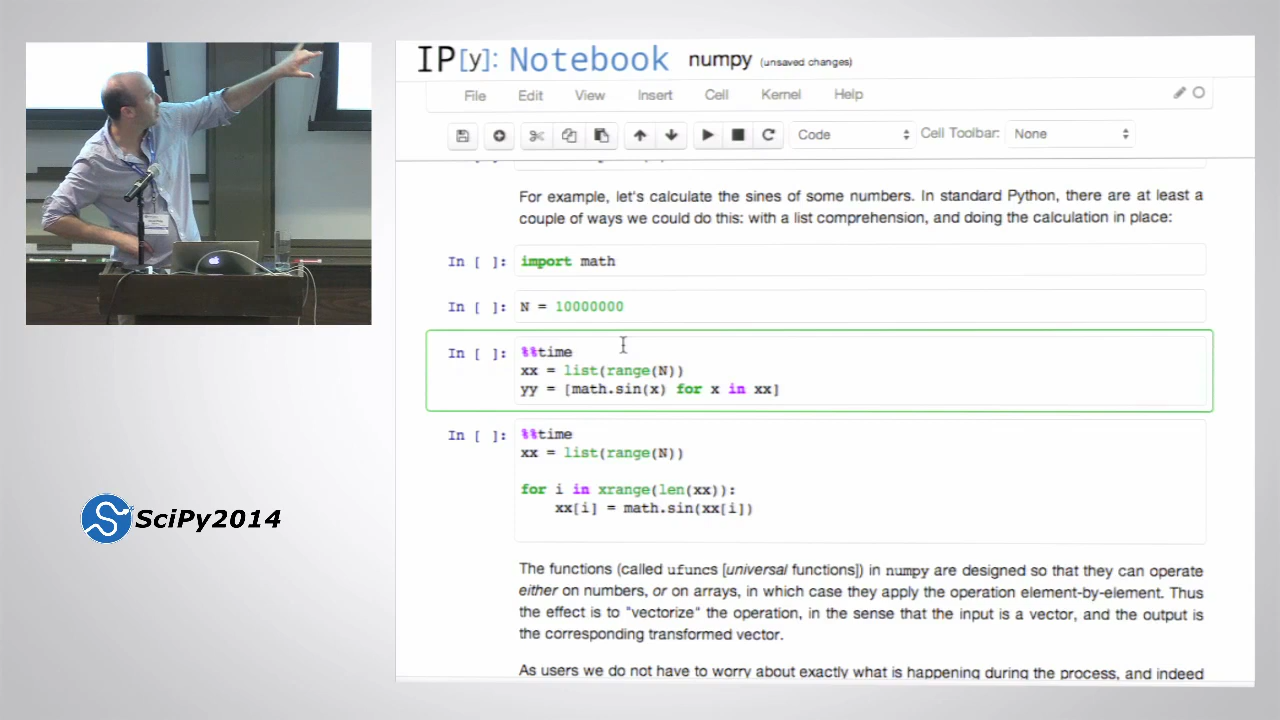 IP[y]: Notebook numpy (unsaved changes)
File Edit View Insert Cell Kernel Help
Code Cell Toolbar: None
For example, let's calculate the sines of some numbers. In standard Python, there are at least a
couple of ways we could do this: with a list comprehension, and doing the calculation in place:
In [ ]: import math
In [ ]: N = 10000000
In [ ]: %%time
xx = list(range(N))
yy = [math.sin(x) for x in xx]
In [ ]: %%time
xx = list(range(N))
for i in xrange(len(xx)):
xx[i] = math.sin(xx[i])
The functions (called ufuncs [universal functions]) in numpy are designed so that they can operate
either on numbers, or on arrays, in which case they apply the operation element-by-element. Thus
the effect is to "vectorize" the operation, in the sense that the input is a vector, and the output is
the corresponding transformed vector.
As users we do not have to worry about exactly what is happening during the process, and indeed
SciPy2014